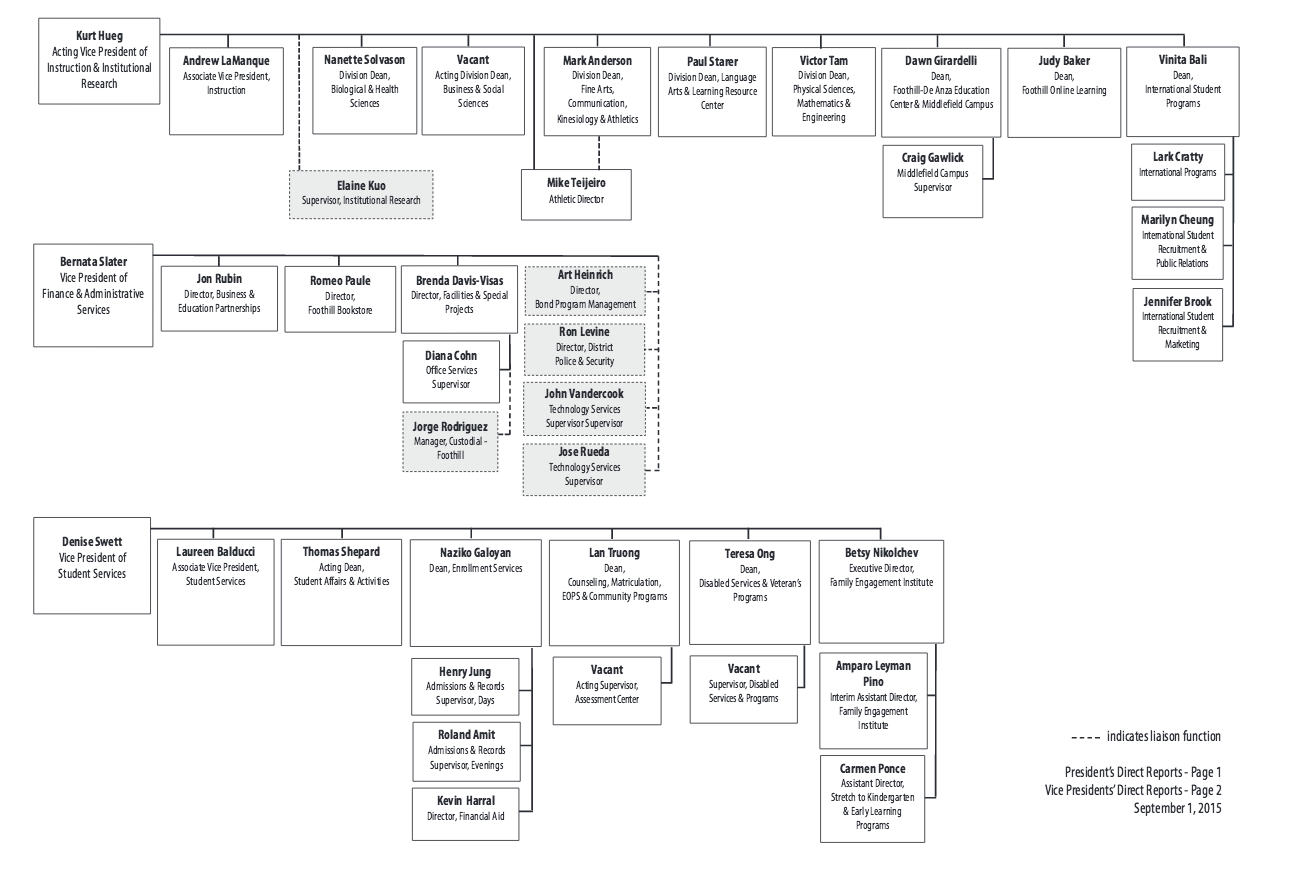 Kurt Hueg
Acting Vice President of
Instruction & Institutional
Research
Andrew LaManque
Associate Vice President,
Instruction
Nanette Solvason
Division Dean,
Biological & Health
Sciences
Vacant
Acting Division Dean,
Business & Social
Sciences
Mark Anderson
Division Dean,
Fine Arts,
Communication,
Kinesiology & Athletics
Paul Starer
Division Dean, Language
Arts & Learning Resource
Center
Victor Tam
Division Dean,
Physical Sciences,
Mathematics &
Engineering
Dawn Girardelli
Dean,
Foothill-De Anza Education
Center & Middlefield Campus
Judy Baker
Dean,
Foothill Online Learning
Vinita Bali
Dean,
International Student
Programs
Elaine Kuo
Supervisor, Institutional Research
Mike Teijeiro
Athletic Director
Craig Gawlick
Middlefield Campus
Supervisor
Lark Cratty
International Programs
Marilyn Cheung
International Student
Recruitment &
Public Relations
Jennifer Brook
International Student
Recruitment &
Marketing
Bernata Slater
Vice President of
Finance & Administrative
Services
Jon Rubin
Director, Business &
Education Partnerships
Romeo Paule
Director,
Foothill Bookstore
Brenda Davis-Visas
Director, Facilities & Special
Projects
Diana Cohn
Office Services
Supervisor
Jorge Rodriguez
Manager, Custodial -
Foothill
Art Heinrich
Director,
Bond Program Management
Ron Levine
Director, District
Police & Security
John Vandercook
Technology Services
Supervisor Supervisor
Jose Rueda
Technology Services
Supervisor
Denise Swett
Vice President of
Student Services
Laureen Balducci
Associate Vice President,
Student Services
Thomas Shepard
Acting Dean,
Student Affairs & Activities
Naziko Galoyan
Dean, Enrollment Services
Lan Truong
Dean,
Counseling, Matriculation,
EOPS & Community Programs
Teresa Ong
Dean,
Disabled Services & Veteran's
Programs
Betsy Nikolchev
Executive Director,
Family Engagement Institute
Henry Jung
Admissions & Records
Supervisor, Days
Roland Amit
Admissions & Records
Supervisor, Evenings
Kevin Harral
Director, Financial Aid
Vacant
Acting Supervisor,
Assessment Center
Vacant
Supervisor, Disabled
Services & Programs
Amparo Leyman
Pino
Interim Assistant Director,
Family Engagement
Institute
Carmen Ponce
Assistant Director,
Stretch to Kindergarten
& Early Learning
Programs
indicates liaison function
President's Direct Reports - Page 1
Vice Presidents' Direct Reports - Page 2
September 1, 2015